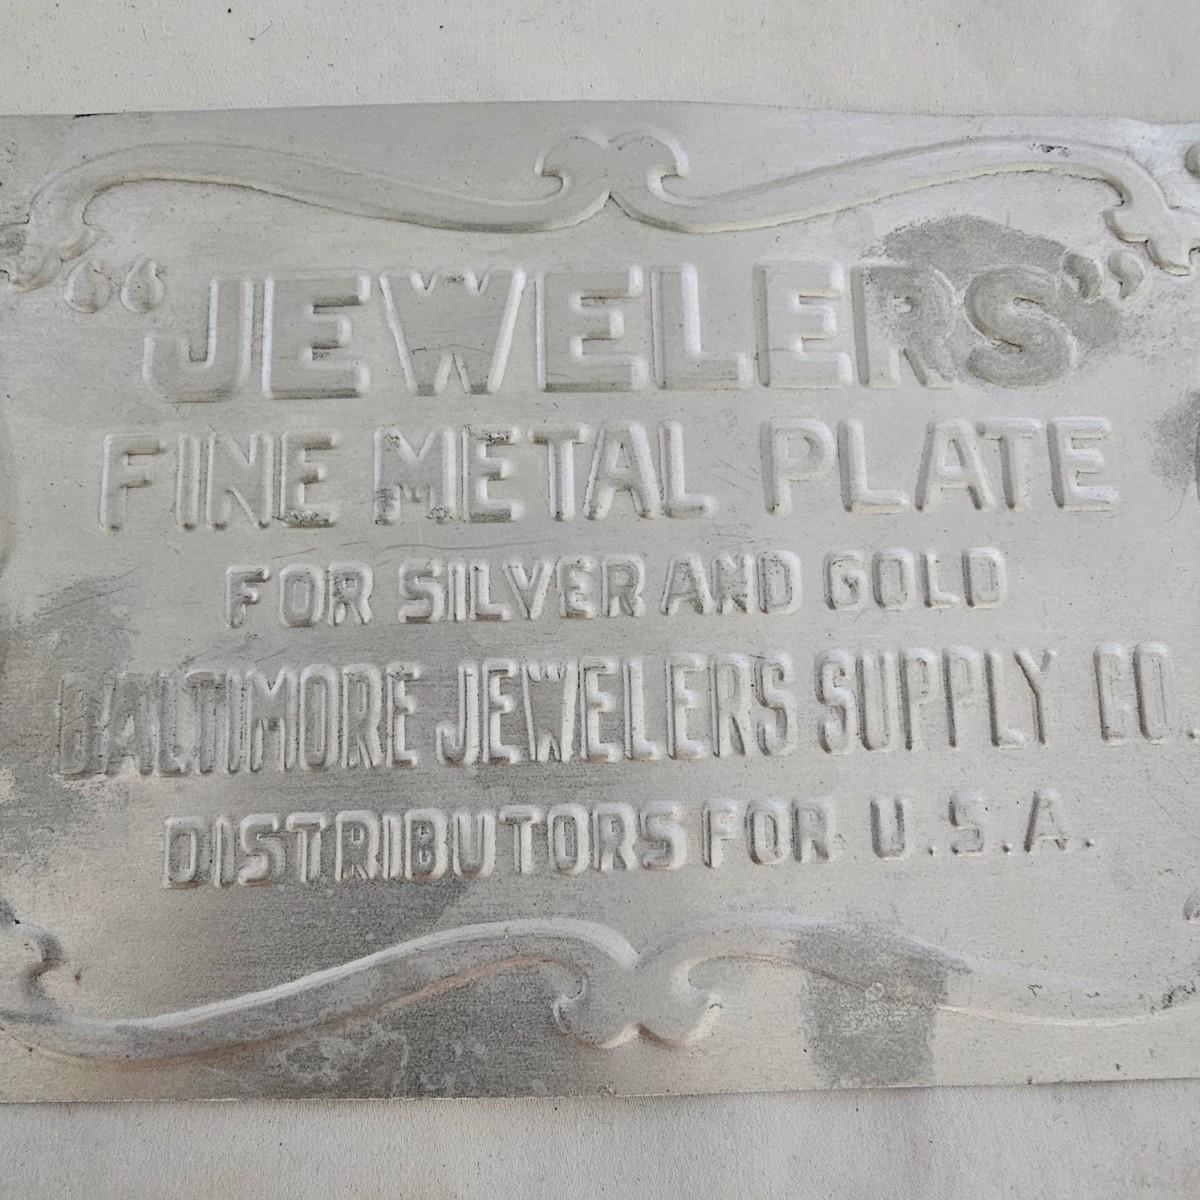 “JEWELERS”
FINE METAL PLATE
FOR SILVER AND GOLD
BALTIMORE JEWELERS SUPPLY CO.
DISTRIBUTORS FOR U.S.A.